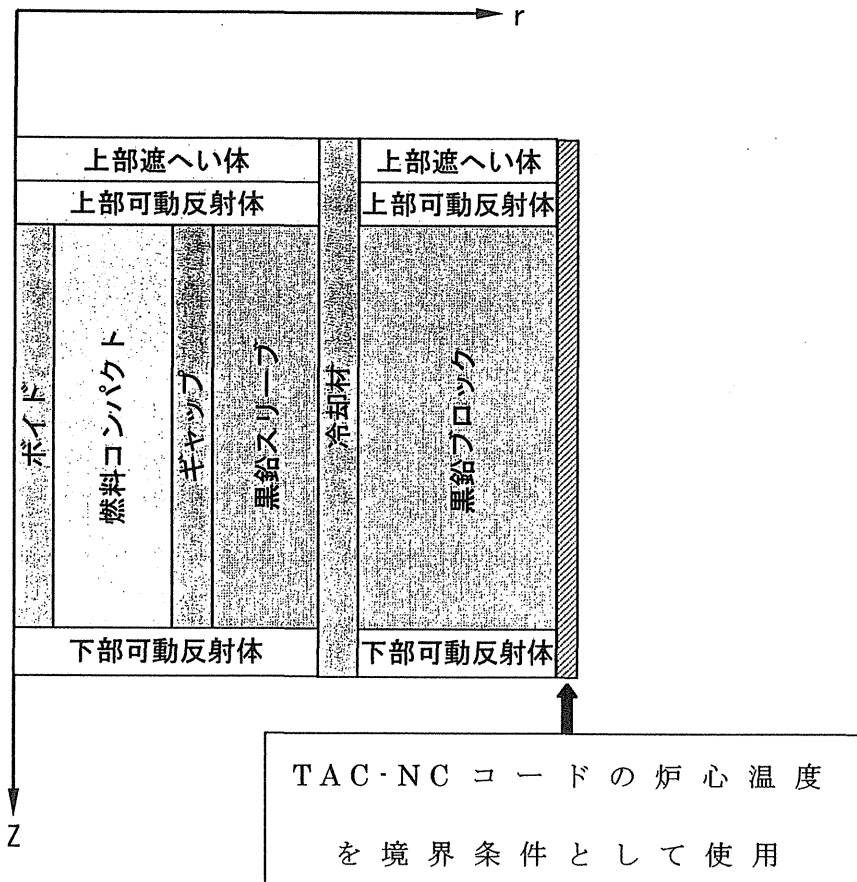 r
上部遮へい体
上部遮へい体
上部可動反射体
上部可動反射体
ボイド
燃料コンパクト
ギャップ
黒鉛スリーブ
冷却材
黒鉛ブロック
下部可動反射体
下部可動反射体
Z
TAC-NCコードの炉心温度
を境界条件として使用